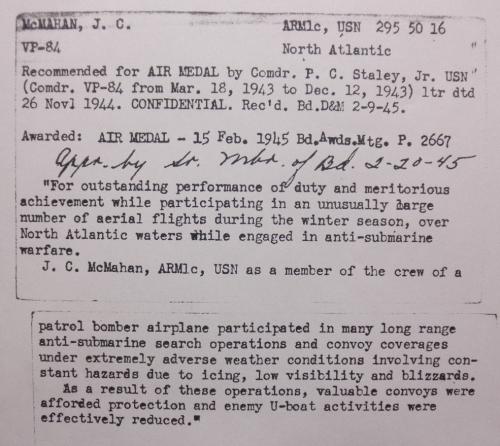 McMAHAN, J. C. ARM1c, USN 295 50 16
VP-84 North Atlantic "
Recommended for AIR MEDAL by Comdr. P. C. Staley, Jr. USN
(Comdr. VP-84 from Mar. 18, 1943 to Dec. 12, 1943) ltr dtd
26 Novl 1944. CONFIDENTIAL. Rec'd. Bd.D&M 2-9-45.
Awarded: AIR MEDAL - 15 Feb. 1945 Bd.Awds.Mtg. P. 2667
Appr. by Sr. Mbr. of Bd. 2-20-45
"For outstanding performance of duty and meritorious
achievement while participating in an unusually large
number of aerial flights during the winter season, over
North Atlantic waters while engaged in anti-submarine
warfare.
J. C. McMahan, ARM1c, USN as a member of the crew of a
patrol bomber airplane participated in many long range
anti-submarine search operations and convoy coverages
under extremely adverse weather conditions involving con-
stant hazards due to icing, low visibility and blizzards.
As a result of these operations, valuable convoys were
afforded protection and enemy U-boat activities were
effectively reduced."